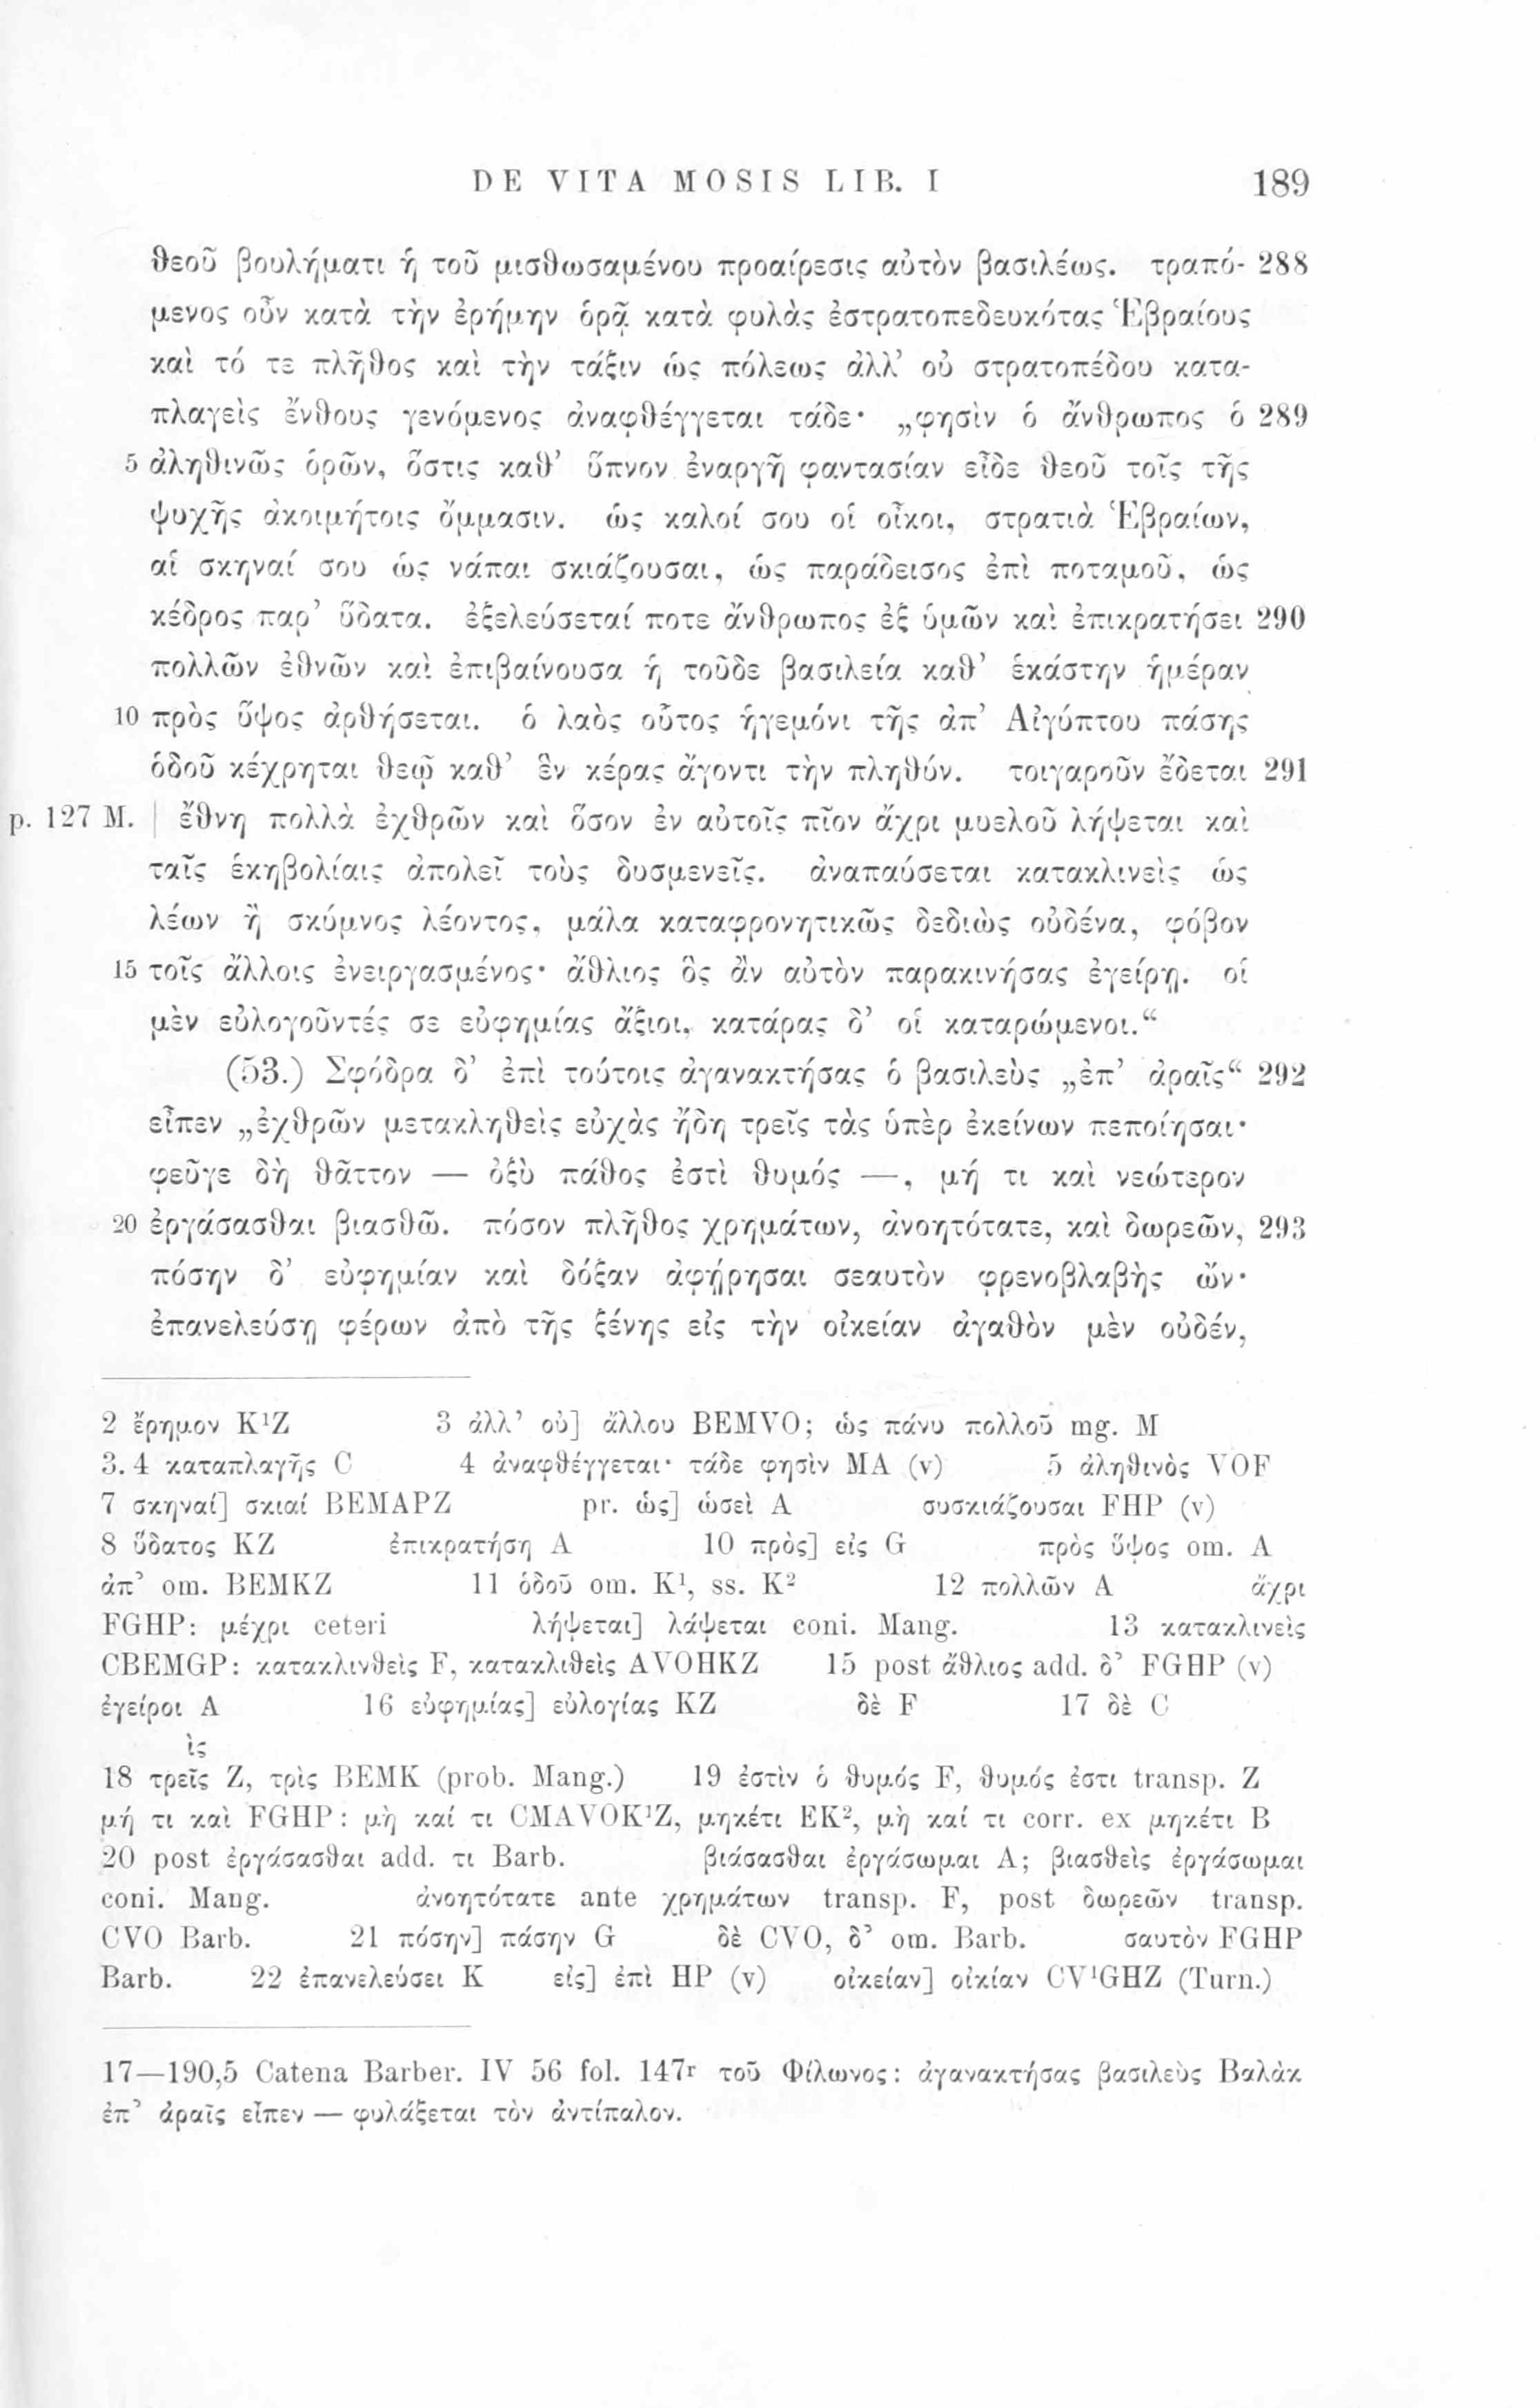 DE VITA MOSIS LIB. I 189
θεοῦ βουλήματι ἡ τοῦ μισθωσαμένου προαίρεσις αὐτὸν βασιλέως. τραπό- 288
μενος οὖν κατὰ τὴν ἐρήμην ὁρᾷ κατὰ φυλὰς ἐστρατοπεδευκότας Ἑβραίους
καὶ τό τε πλῆθος καὶ τὴν τάξιν ὡς πόλεως ἀλλ’ οὐ στρατοπέδου κατα-
πλαγεὶς ἔνθους γενόμενος ἀναφθέγγεται τάδε· „φησὶν ὁ ἄνθρωπος ὁ 289
5 ἀληθινῶς ὁρῶν, ὅστις καθ’ ὕπνον ἐναργῆ φαντασίαν εἶδε θεοῦ τοῖς τῆς
ψυχῆς ἀκοιμήτοις ὄμμασιν. ὡς καλοί σου οἱ οἶκοι, στρατιὰ Ἑβραίων,
αἱ σκηναί σου ὡς νάπαι σκιάζουσαι, ὡς παράδεισος ἐπὶ ποταμοῦ, ὡς
κέδρος παρ’ ὕδατα. ἐξελεύσεταί ποτε ἄνθρωπος ἐξ ὑμῶν καὶ ἐπικρατήσει 290
πολλῶν ἐθνῶν καὶ ἐπιβαίνουσα ἡ τοῦδε βασιλεία καθ’ ἑκάστην ἡμέραν
10 πρὸς ὕψος ἀρθήσεται. ὁ λαὸς οὗτος ἡγεμόνι τῆς ἀπ’ Αἰγύπτου πάσης
ὁδοῦ κέχρηται θεῷ καθ’ ἓν κέρας ἄγοντι τὴν πληθύν. τοιγαροῦν ἔδεται 291
p. 127 M. | ἔθνη πολλὰ ἐχθρῶν καὶ ὅσον ἐν αὐτοῖς πῖον ἄχρι μυελοῦ λήψεται καὶ
ταῖς ἑκηβολίαις ἀπολεῖ τοὺς δυσμενεῖς. ἀναπαύσεται κατακλινεὶς ὡς
λέων ἢ σκύμνος λέοντος, μάλα καταφρονητικῶς δεδιὼς οὐδένα, φόβον
15 τοῖς ἄλλοις ἐνειργασμένος· ἄθλιος ὃς ἂν αὐτὸν παρακινήσας ἐγείρῃ. οἱ
μὲν εὐλογοῦντές σε εὐφημίας ἄξιοι, κατάρας δ’ οἱ καταρώμενοι.“
(53.) Σφόδρα δ’ ἐπὶ τούτοις ἀγανακτήσας ὁ βασιλεὺς „ἐπ’ ἀραῖς“ 292
εἶπεν „ἐχθρῶν μετακληθεὶς εὐχὰς ἤδη τρεῖς τὰς ὑπὲρ ἐκείνων πεποίησαι·
φεῦγε δὴ θᾶττον — ὀξὺ πάθος ἐστὶ θυμός —, μή τι καὶ νεώτερον
20 ἐργάσασθαι βιασθῶ. πόσον πλῆθος χρημάτων, ἀνοητότατε, καὶ δωρεῶν, 293
πόσην δ’ εὐφημίαν καὶ δόξαν ἀφῄρησαι σεαυτὸν φρενοβλαβὴς ὤν·
ἐπανελεύσῃ φέρων ἀπὸ τῆς ξένης εἰς τὴν οἰκείαν ἀγαθὸν μὲν οὐδέν,
2 ἔρημον K¹Z 3 ἀλλ’ οὐ] ἄλλου BEMVO; ὡς πάνυ πολλοῦ mg. M
3. 4 καταπλαγῆς C 4 ἀναφθέγγεται· τάδε φησὶν MA (v) 5 ἀληθινὸς VOF
7 σκηναί] σκιαί BEMAPZ pr. ὡς] ὡσεὶ A συσκιάζουσαι FHP (v)
8 ὕδατος KZ ἐπικρατήση A 10 πρὸς] εἰς G πρὸς ὕψος om. A
ἀπ’ om. BEMKZ 11 ὁδοῦ om. K¹, ss. K² 12 πολλῶν A ἄχρι
FGHP: μέχρι ceteri λήψεται] λάψεται coni. Mang. 13 κατακλινεὶς
CBEMGP: κατακλινθεὶς F, κατακλιθεὶς AVOHKZ 15 post ἄθλιος add. δ’ FGHP (v)
ἐγείροι A 16 εὐφημίας] εὐλογίας KZ δὲ F 17 δὲ C
ὶς
18 τρεῖς Z, τρὶς BEMK (prob. Mang.) 19 ἐστὶν ὁ θυμός F, θυμός ἐστι transp. Z
μή τι καὶ FGHP: μὴ καί τι CMAVOK¹Z, μηκέτι EK², μὴ καί τι corr. ex μηκέτι B
20 post ἐργάσασθαι add. τι Barb. βιάσασθαι ἐργάσωμαι A; βιασθεὶς ἐργάσωμαι
coni. Mang. ἀνοητότατε ante χρημάτων transp. F, post δωρεῶν transp.
CVO Barb. 21 πόσην] πάσην G δὲ CVO, δ’ om. Barb. σαυτὸν FGHP
Barb. 22 ἐπανελεύσει K εἰς] ἐπὶ HP (v) οἰκείαν] οἰκίαν CV¹GHZ (Turn.)
17—190,5 Catena Barber. IV 56 fol. 147r τοῦ Φίλωνος: ἀγανακτήσας βασιλεὺς Βαλὰκ
ἐπ’ ἀραῖς εἶπεν — φυλάξεται τὸν ἀντίπαλον.